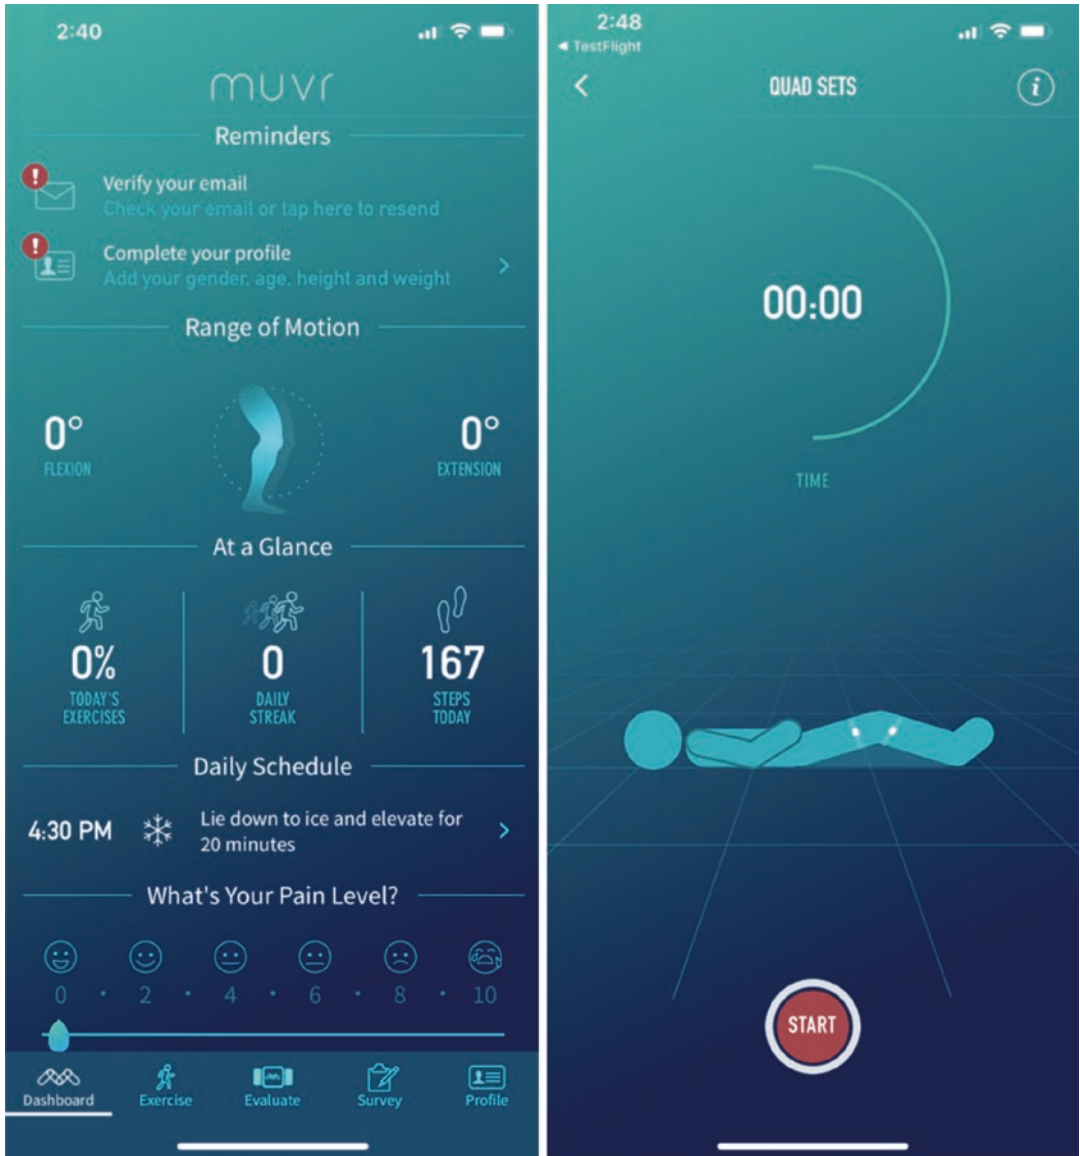 2:40
muvr
Reminders
Verify your email
Check your email or tap here to resend
Complete your profile
Add your gender, age, height and weight
Range of Motion
0°
FLEXION
0°
EXTENSION
At a Glance
0%
TODAY'S
EXERCISES
0
DAILY
STREAK
167
STEPS
TODAY
Daily Schedule
4:30 PM
Lie down to ice and elevate for
20 minutes
What's Your Pain Level?
0 • 2 • 4 • 6 • 8 • 10
Dashboard
Exercise
Evaluate
Survey
Profile
2:48
◄ TestFlight
QUAD SETS
i
00:00
TIME
START